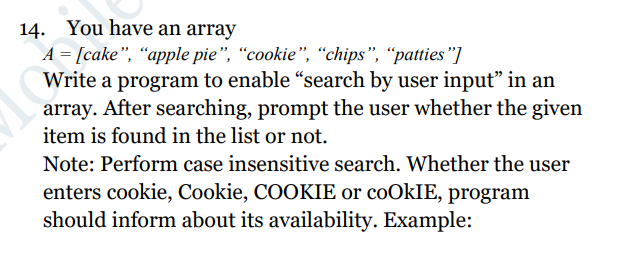 14. You have an array
A = [cake”, “apple pie”, “cookie”, “chips”, “patties”]
Write a program to enable “search by user input” in an
array. After searching, prompt the user whether the given
item is found in the list or not.
Note: Perform case insensitive search. Whether the user
enters cookie, Cookie, COOKIE or coOkIE, program
should inform about its availability. Example: